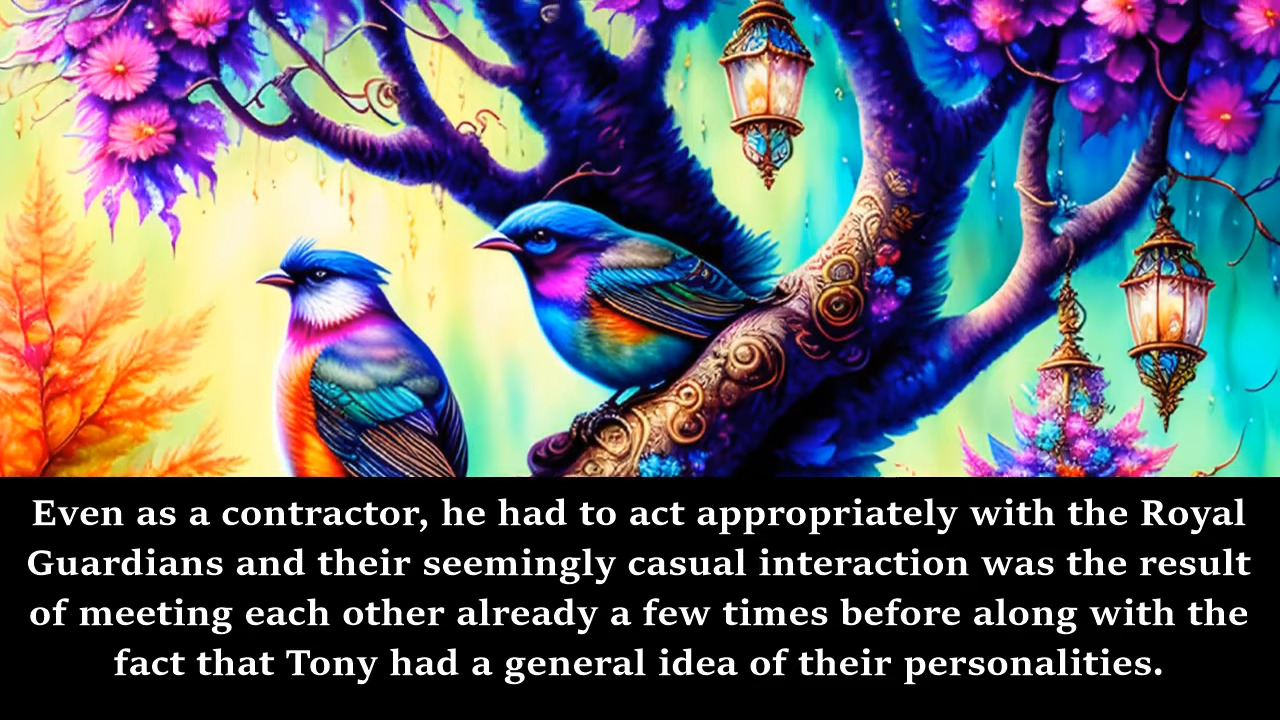 Even as a contractor, he had to act appropriately with the Royal
Guardians and their seemingly casual interaction was the result
of meeting each other already a few times before along with the
fact that Tony had a general idea of their personalities.